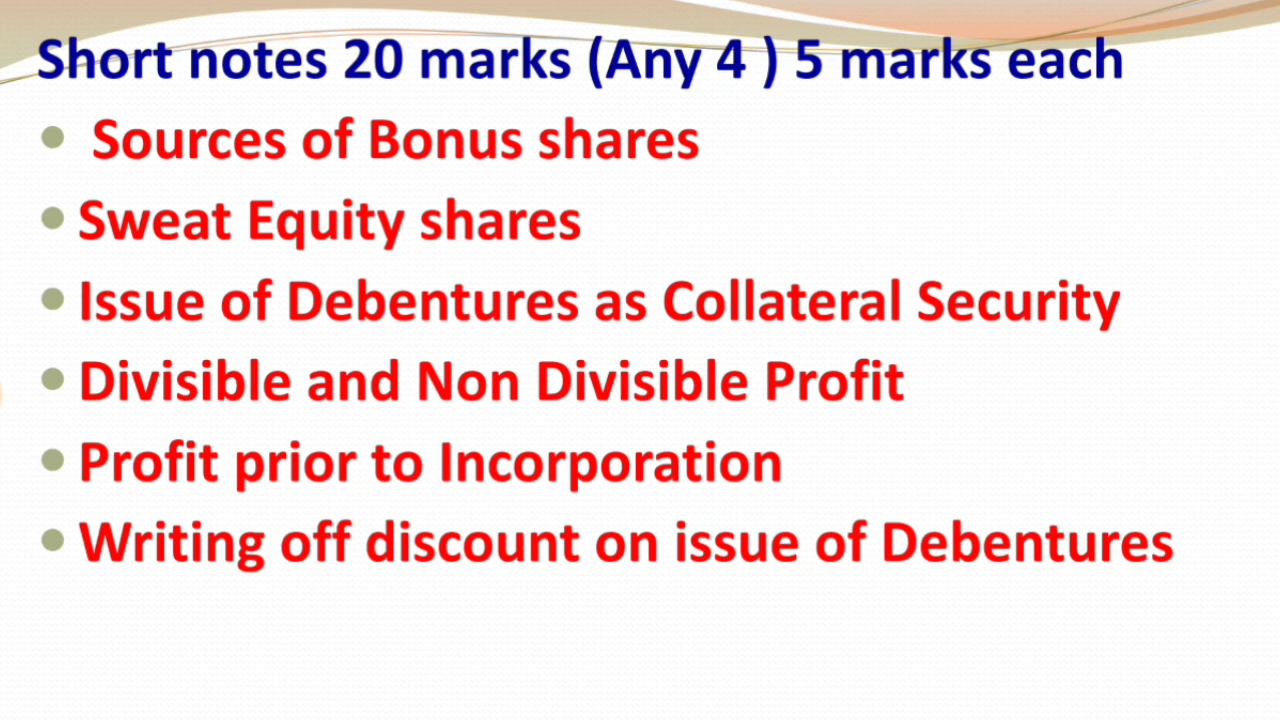 Short notes 20 marks (Any 4 ) 5 marks each
Sources of Bonus shares
Sweat Equity shares
Issue of Debentures as Collateral Security
Divisible and Non Divisible Profit
Profit prior to Incorporation
Writing off discount on issue of Debentures